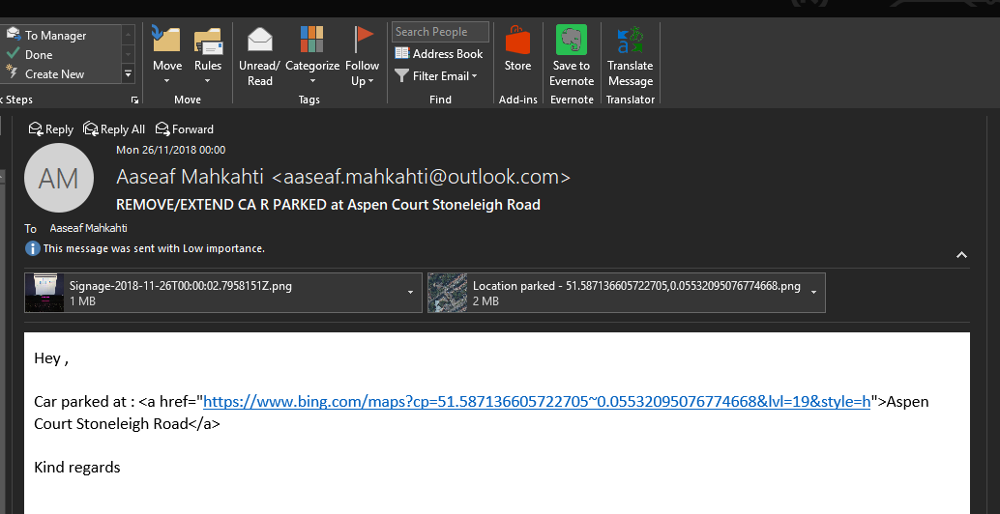 To Manager
Done
Create New
Steps
Move
Rules
Move
Unread/
Read
Categorize
Follow
Up
Tags
Search People
Address Book
Filter Email
Find
Store
Add-ins
Save to
Evernote
Evernote
Translate
Message
Translator
Reply Reply All Forward
Mon 26/11/2018 00:00
AM
Aaseaf Mahkahti <aaseaf.mahkahti@outlook.com>
REMOVE/EXTEND CA R PARKED at Aspen Court Stoneleigh Road
To Aaseaf Mahkahti
This message was sent with Low importance.
Signage-2018-11-26T00:00:02.7958151Z.png
1 MB
Location parked - 51.587136605722705,0.05532095076774668.png
2 MB
Hey ,
Car parked at : <a href="https://www.bing.com/maps?cp=51.587136605722705~0.05532095076774668&lvl=19&style=h">Aspen
Court Stoneleigh Road</a>
Kind regards